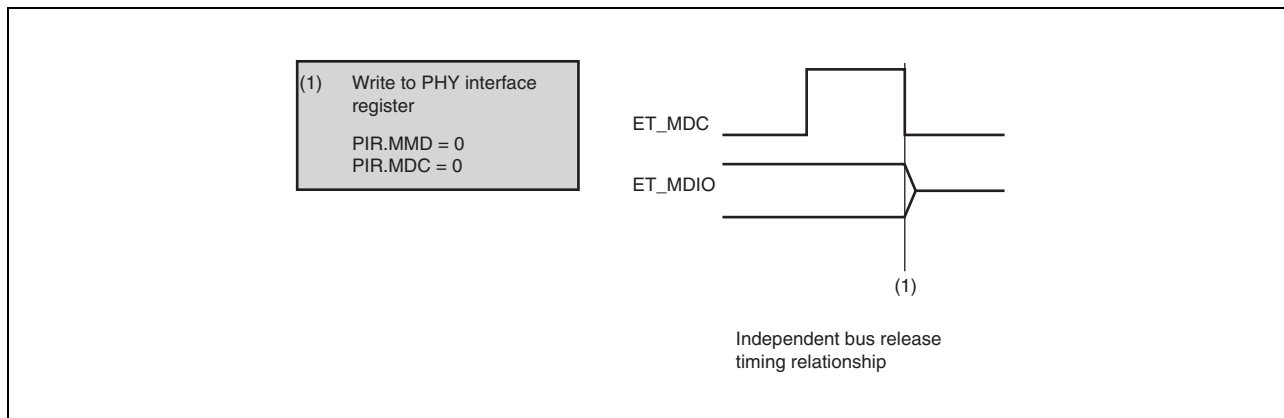 (1) Write to PHY interface
register
PIR.MMD = 0
PIR.MDC = 0
ET_MDC
ET_MDIO
(1)
Independent bus release
timing relationship